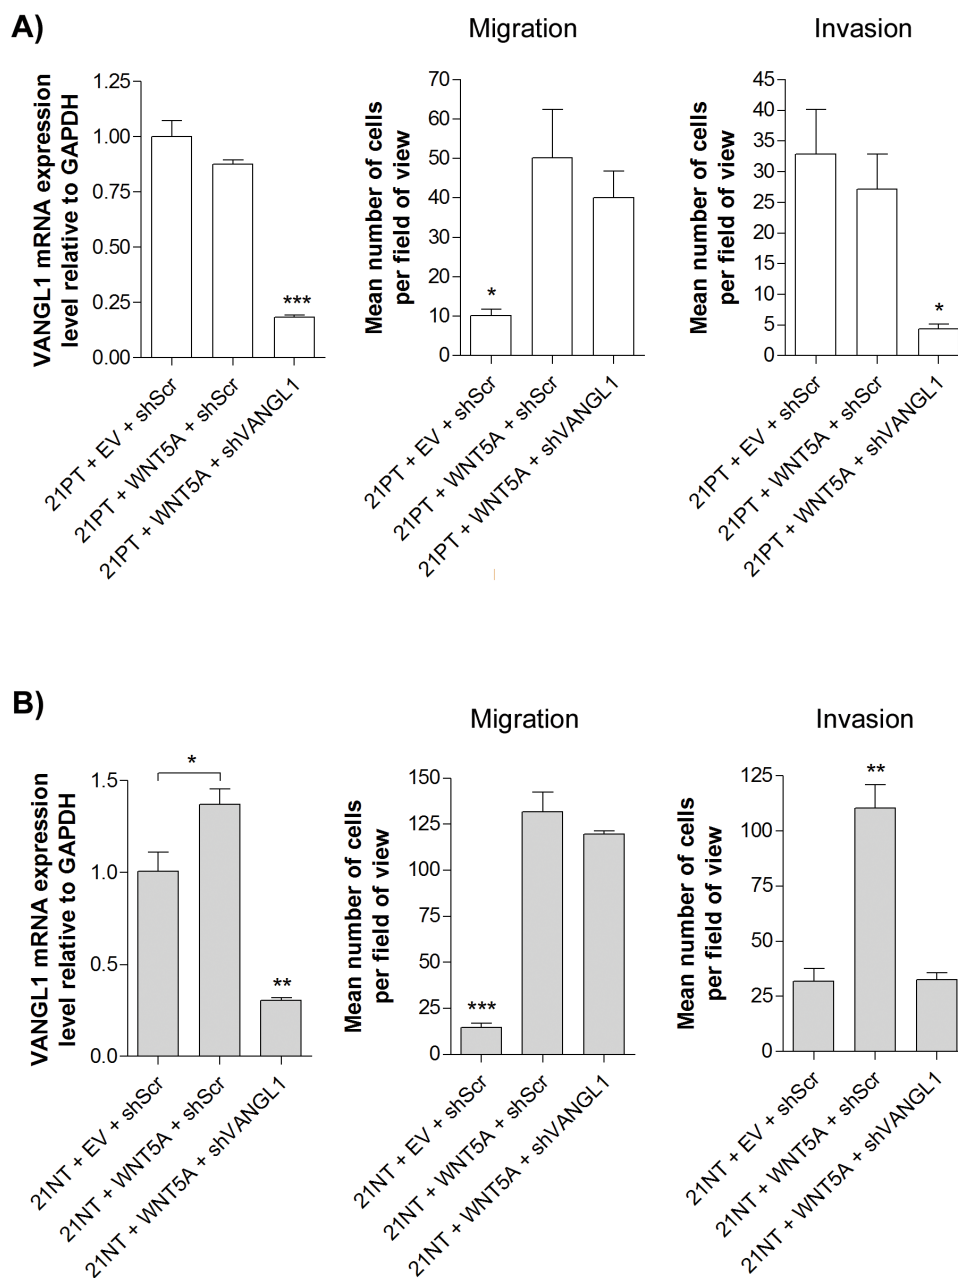 A)
VANGL1 mRNA expression
level relative to GAPDH
1.25
1.00
0.75
0.50
0.25
0.00
***
21PT + EV + shScr
21PT + WNT5A + shScr
21PT + WNT5A + shVANGL1
Migration
Mean number of cells
per field of view
70
60
50
40
30
20
10
0
*
21PT + EV + shScr
21PT + WNT5A + shScr
21PT + WNT5A + shVANGL1
Invasion
Mean number of cells
per field of view
45
40
35
30
25
20
15
10
5
0
*
21PT + EV + shScr
21PT + WNT5A + shScr
21PT + WNT5A + shVANGL1
B)
VANGL1 mRNA expression
level relative to GAPDH
1.5
1.0
0.5
0.0
*
**
21NT + EV + shScr
21NT + WNT5A + shScr
21NT + WNT5A + shVANGL1
Migration
Mean number of cells
per field of view
150
125
100
75
50
25
0
***
21NT + EV + shScr
21NT + WNT5A + shScr
21NT + WNT5A + shVANGL1
Invasion
Mean number of cells
per field of view
125
100
75
50
25
0
**
21NT + EV + shScr
21NT + WNT5A + shScr
21NT + WNT5A + shVANGL1